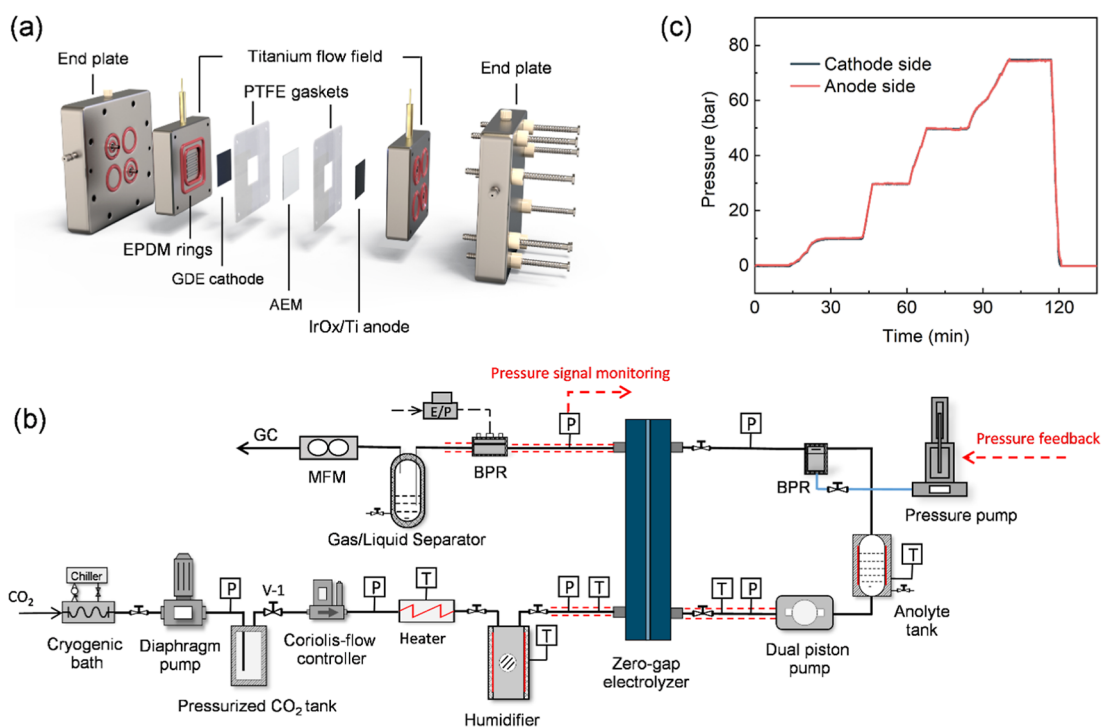 (a)
End plate
Titanium flow field
PTFE gaskets
End plate
EPDM rings
GDE cathode
AEM
IrOx/Ti anode
(c)
80
60
40
20
0
Pressure (bar)
Cathode side
Anode side
0
30
60
90
120
Time (min)
(b)
Pressure signal monitoring
E/P
P
P
Pressure feedback
GC
MFM
BPR
BPR
Pressure pump
Gas/Liquid Separator
T
Anolyte
tank
Chiller
CO2
Cryogenic
bath
Diaphragm
pump
P
V-1
Pressurized CO2 tank
Coriolis-flow
controller
P
T
Heater
T
Humidifier
P
T
Zero-gap
electrolyzer
T
P
Dual piston
pump